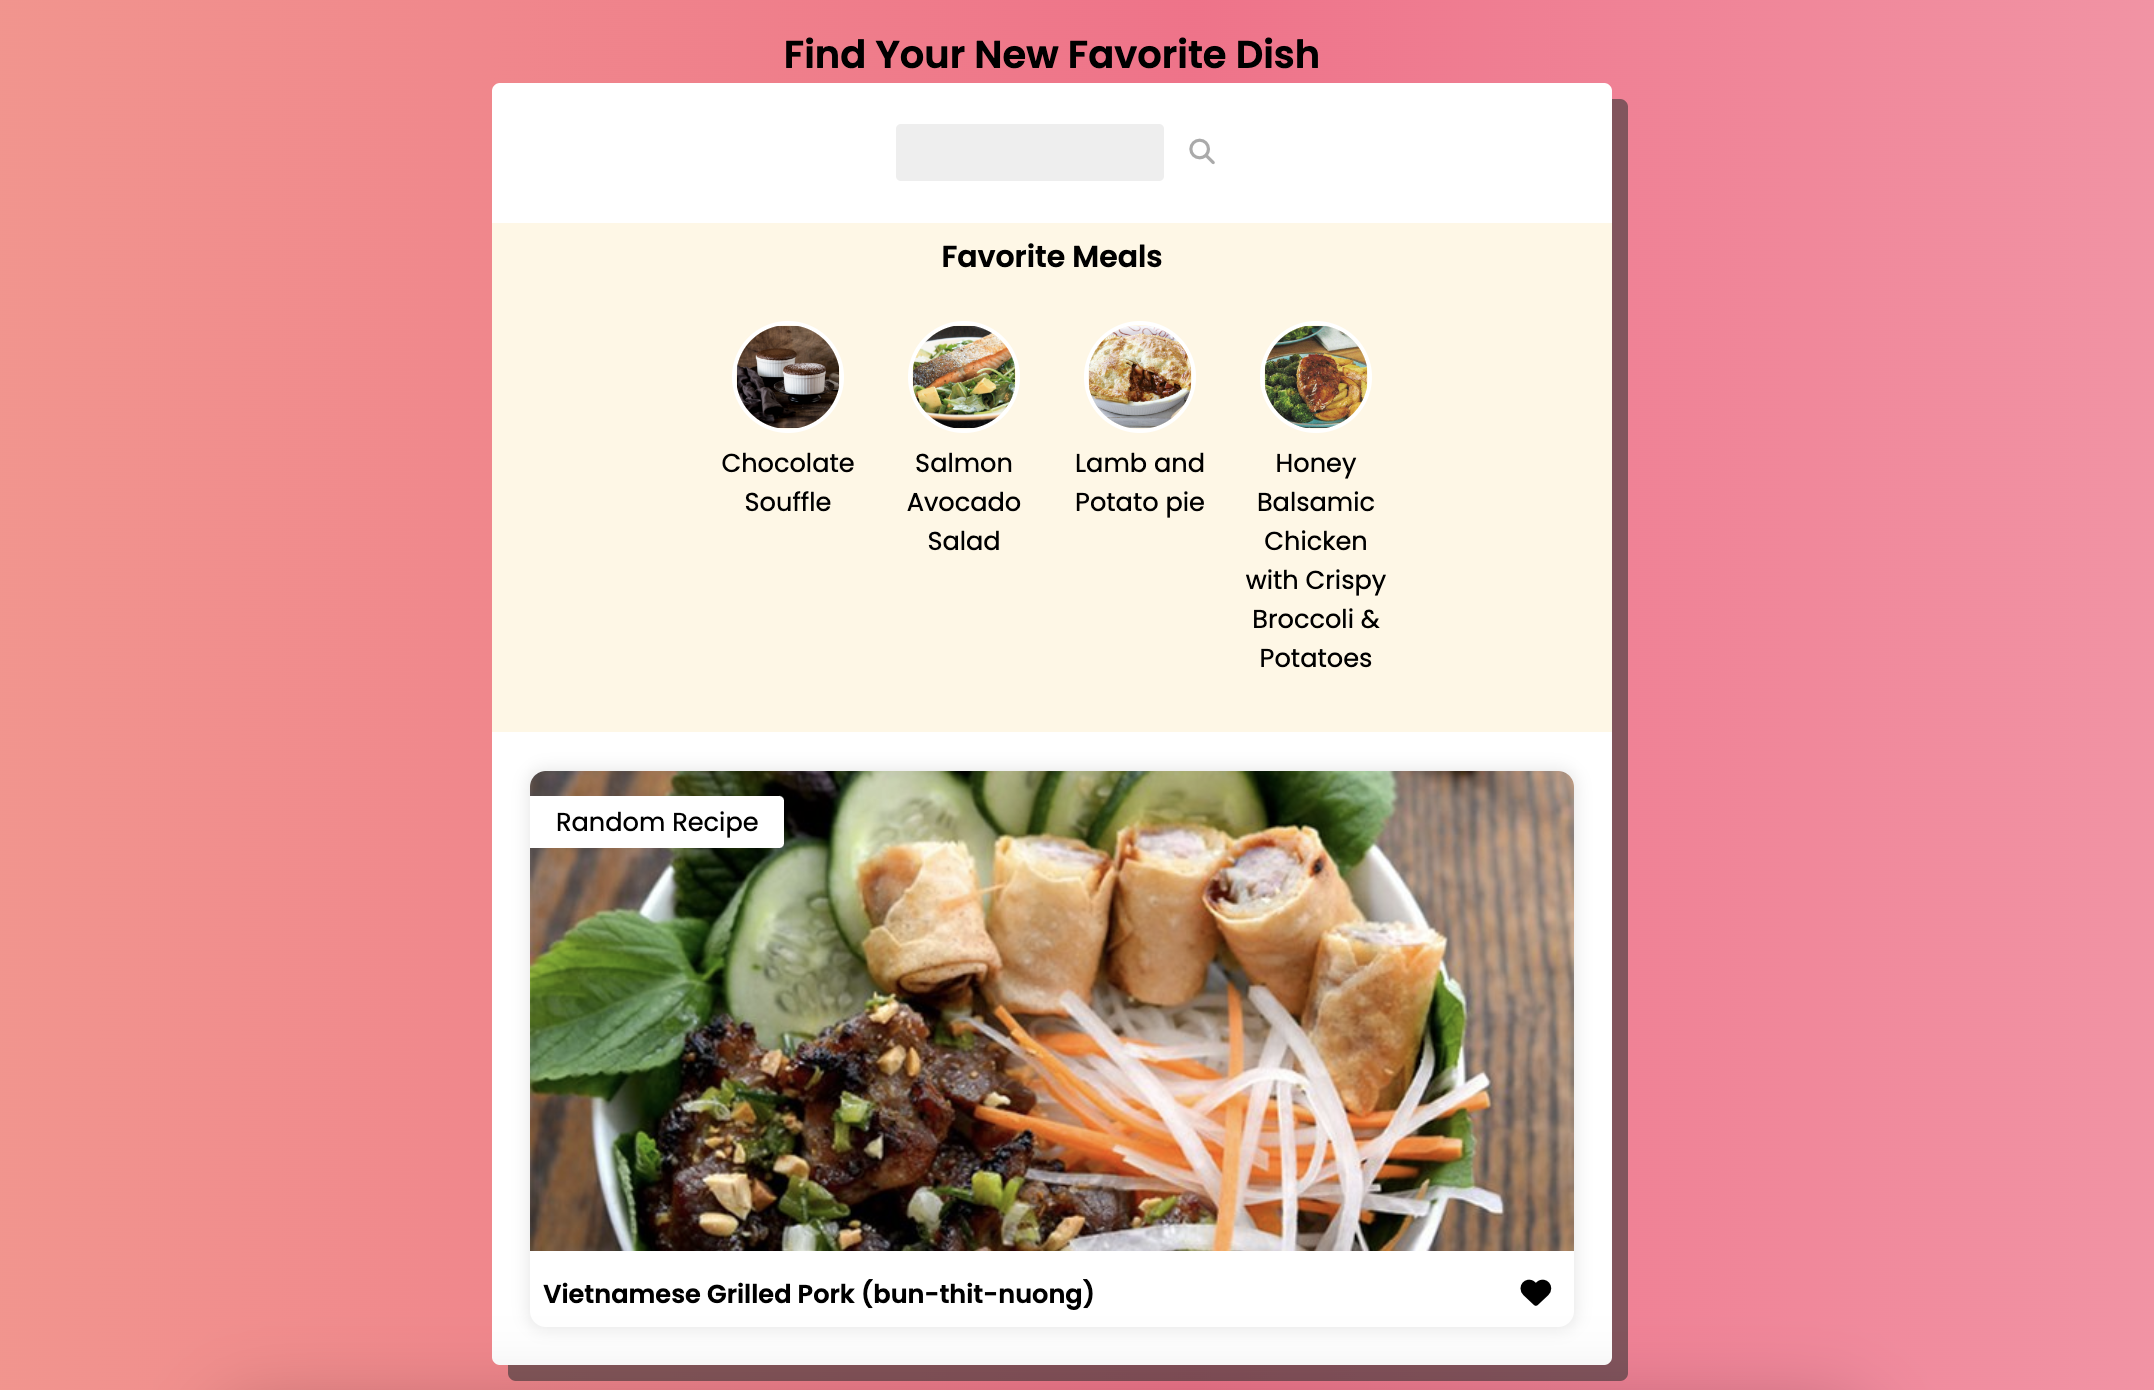 Find Your New Favorite Dish
Favorite Meals
Chocolate
Souffle
Salmon
Avocado
Salad
Lamb and
Potato pie
Honey
Balsamic
Chicken
with Crispy
Broccoli &
Potatoes
Random Recipe
Vietnamese Grilled Pork (bun-thit-nuong)